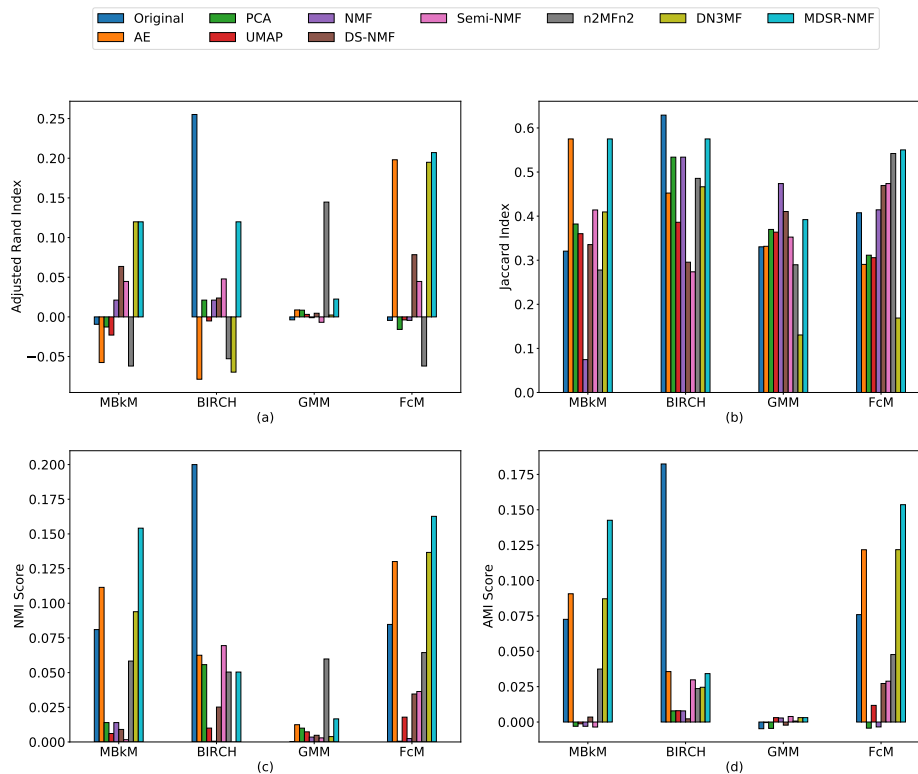 Original PCA NMF Semi-NMF n2MFn2 DN3MF MDSR-NMF
AE UMAP DS-NMF
Adjusted Rand Index
0.25
0.20
0.15
0.10
0.05
0.00
−0.05
MBkM BIRCH GMM FcM
(a)
Jaccard Index
0.6
0.5
0.4
0.3
0.2
0.1
0.0
MBkM BIRCH GMM FcM
(b)
NMI Score
0.200
0.175
0.150
0.125
0.100
0.075
0.050
0.025
0.000
MBkM BIRCH GMM FcM
(c)
AMI Score
0.175
0.150
0.125
0.100
0.075
0.050
0.025
0.000
MBkM BIRCH GMM FcM
(d)